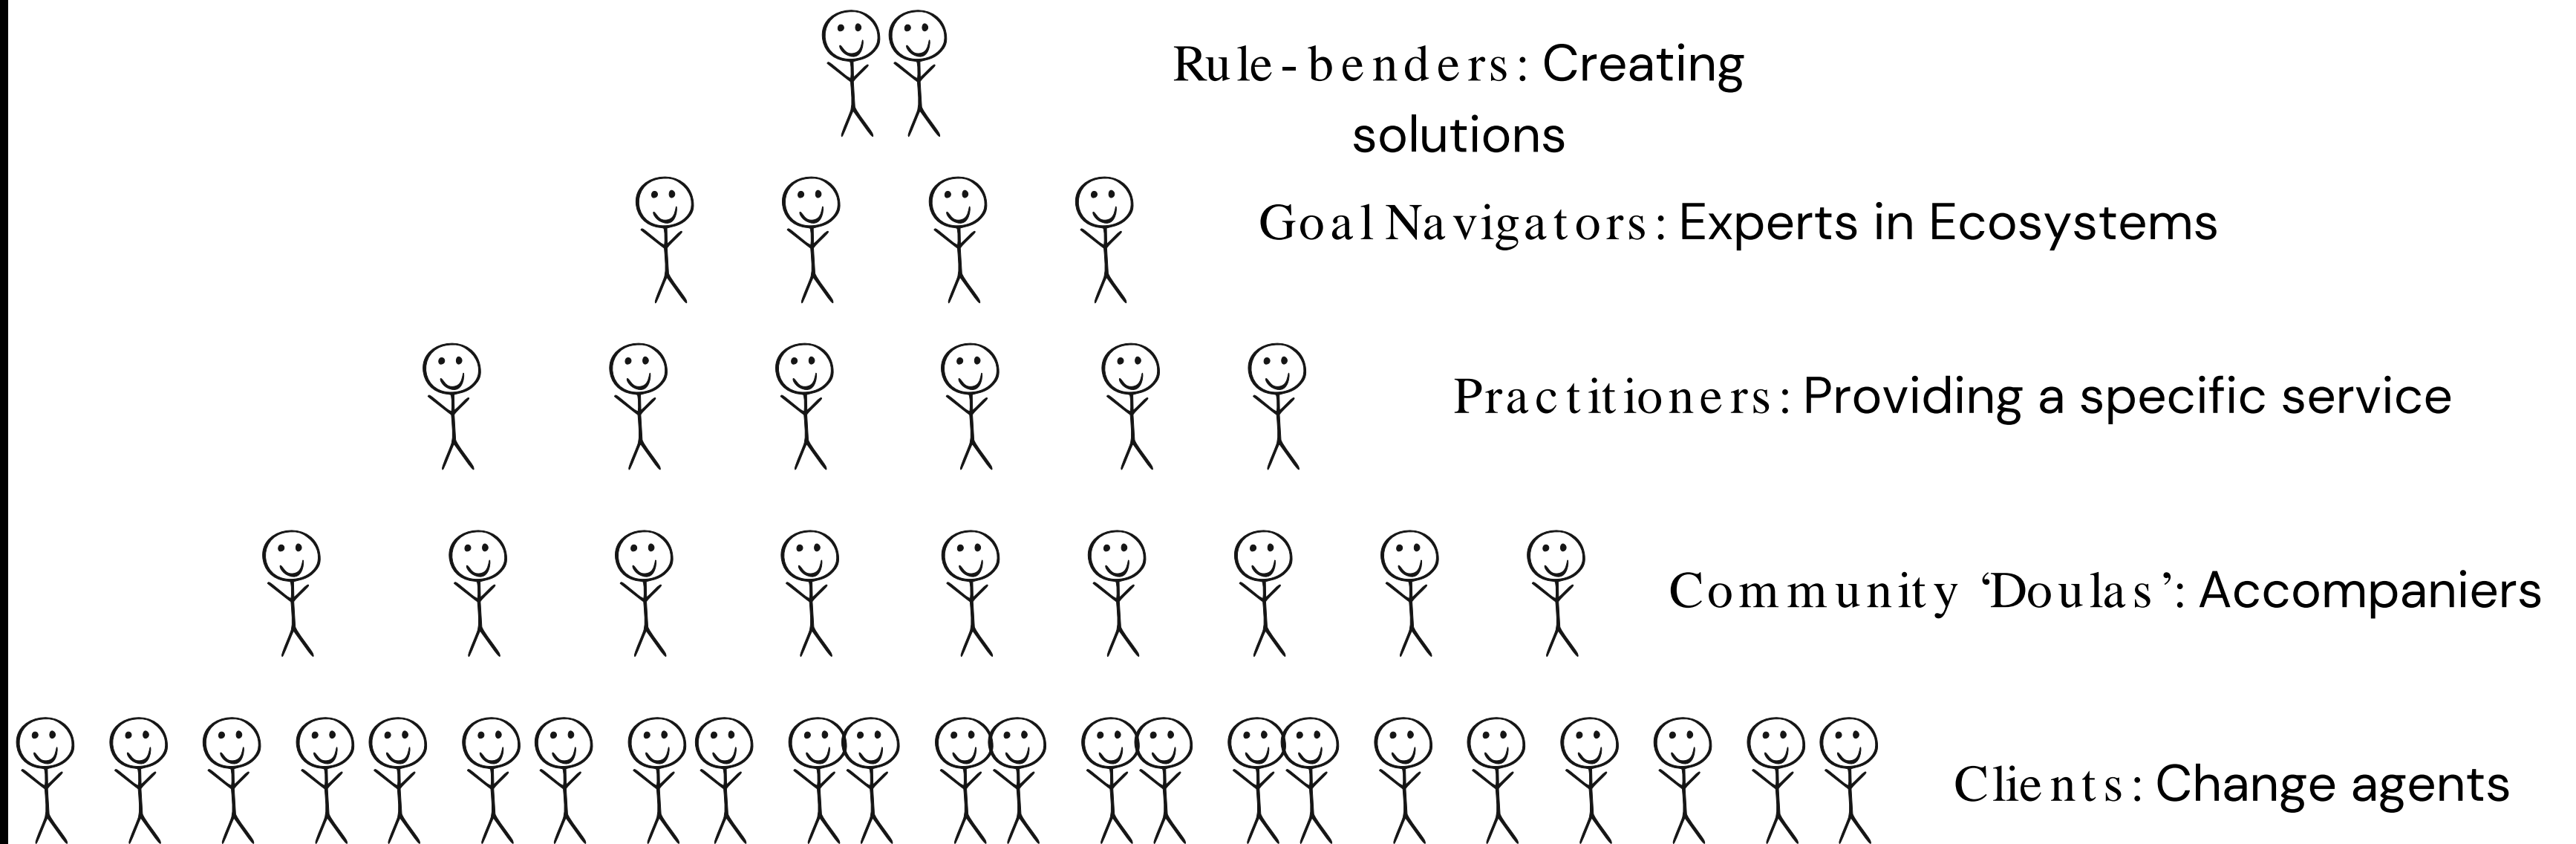 Rule-benders: Creating
solutions
Goal Navigators: Experts in Ecosystems
Practitioners: Providing a specific service
Community ‘Doulas’: Accompaniers
Clients: Change agents